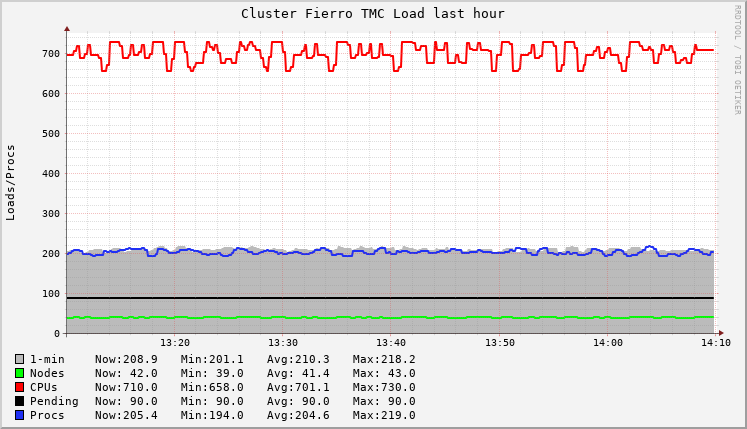 Cluster Fierro TMC Load last hour
RRDTOOL / TOBI OETIKER
Loads/Procs
700
600
500
400
300
200
100
0
13:20 13:30 13:40 13:50 14:00 14:10
1-min Now:208.9 Min:201.1 Avg:210.3 Max:218.2
Nodes Now: 42.0 Min: 39.0 Avg: 41.4 Max: 43.0
CPUs Now:710.0 Min:658.0 Avg:701.1 Max:730.0
Pending Now: 90.0 Min: 90.0 Avg: 90.0 Max: 90.0
Procs Now:205.4 Min:194.0 Avg:204.6 Max:219.0